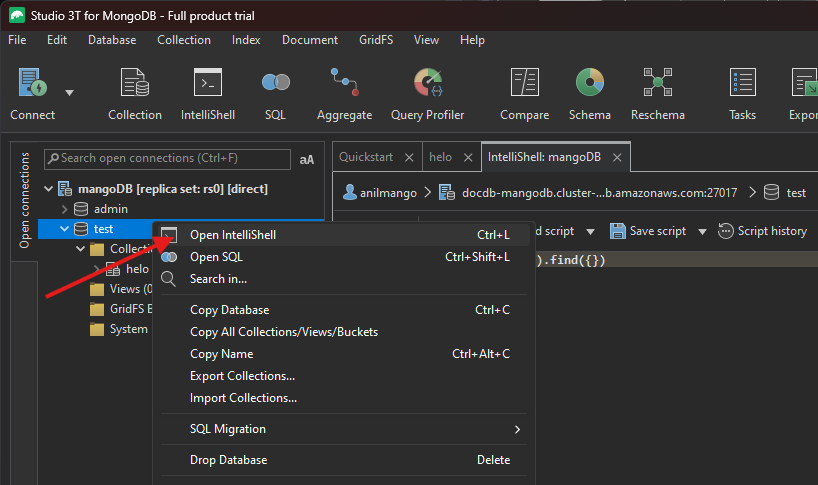 Studio 3T for MongoDB - Full product trial
File Edit Database Collection Index Document GridFS View Help
Connect Collection IntelliShell SQL Aggregate Query Profiler Compare Schema Reschema Tasks Expor
Open connections
Search open connections (Ctrl+F) aA
Quickstart helo IntelliShell: mangoDB
mangoDB [replica set: rs0] [direct]
anilmango docdb-mangodb.cluster-...b.amazonaws.com:27017 test
admin
test
Open IntelliShell Ctrl+L
d script Save script Script history
Collecti
Open SQL Ctrl+Shift+L
).find({})
helo
Search in...
Views (0
GridFS B
Copy Database Ctrl+C
System
Copy All Collections/Views/Buckets
Copy Name Ctrl+Alt+C
Export Collections...
Import Collections...
SQL Migration
Drop Database Delete